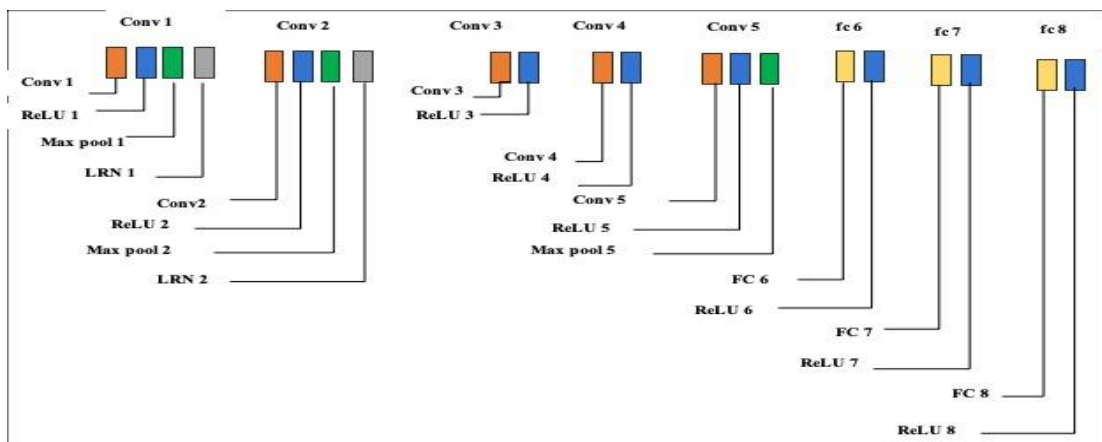 Conv 1
Conv 2
Conv 3
Conv 4
Conv 5
fc 6
fc 7
fc 8
Conv 1
ReLU 1
Max pool 1
LRN 1
Conv2
ReLU 2
Max pool 2
LRN 2
Conv 3
ReLU 3
Conv 4
ReLU 4
Conv 5
ReLU 5
Max pool 5
FC 6
ReLU 6
FC 7
ReLU 7
FC 8
ReLU 8